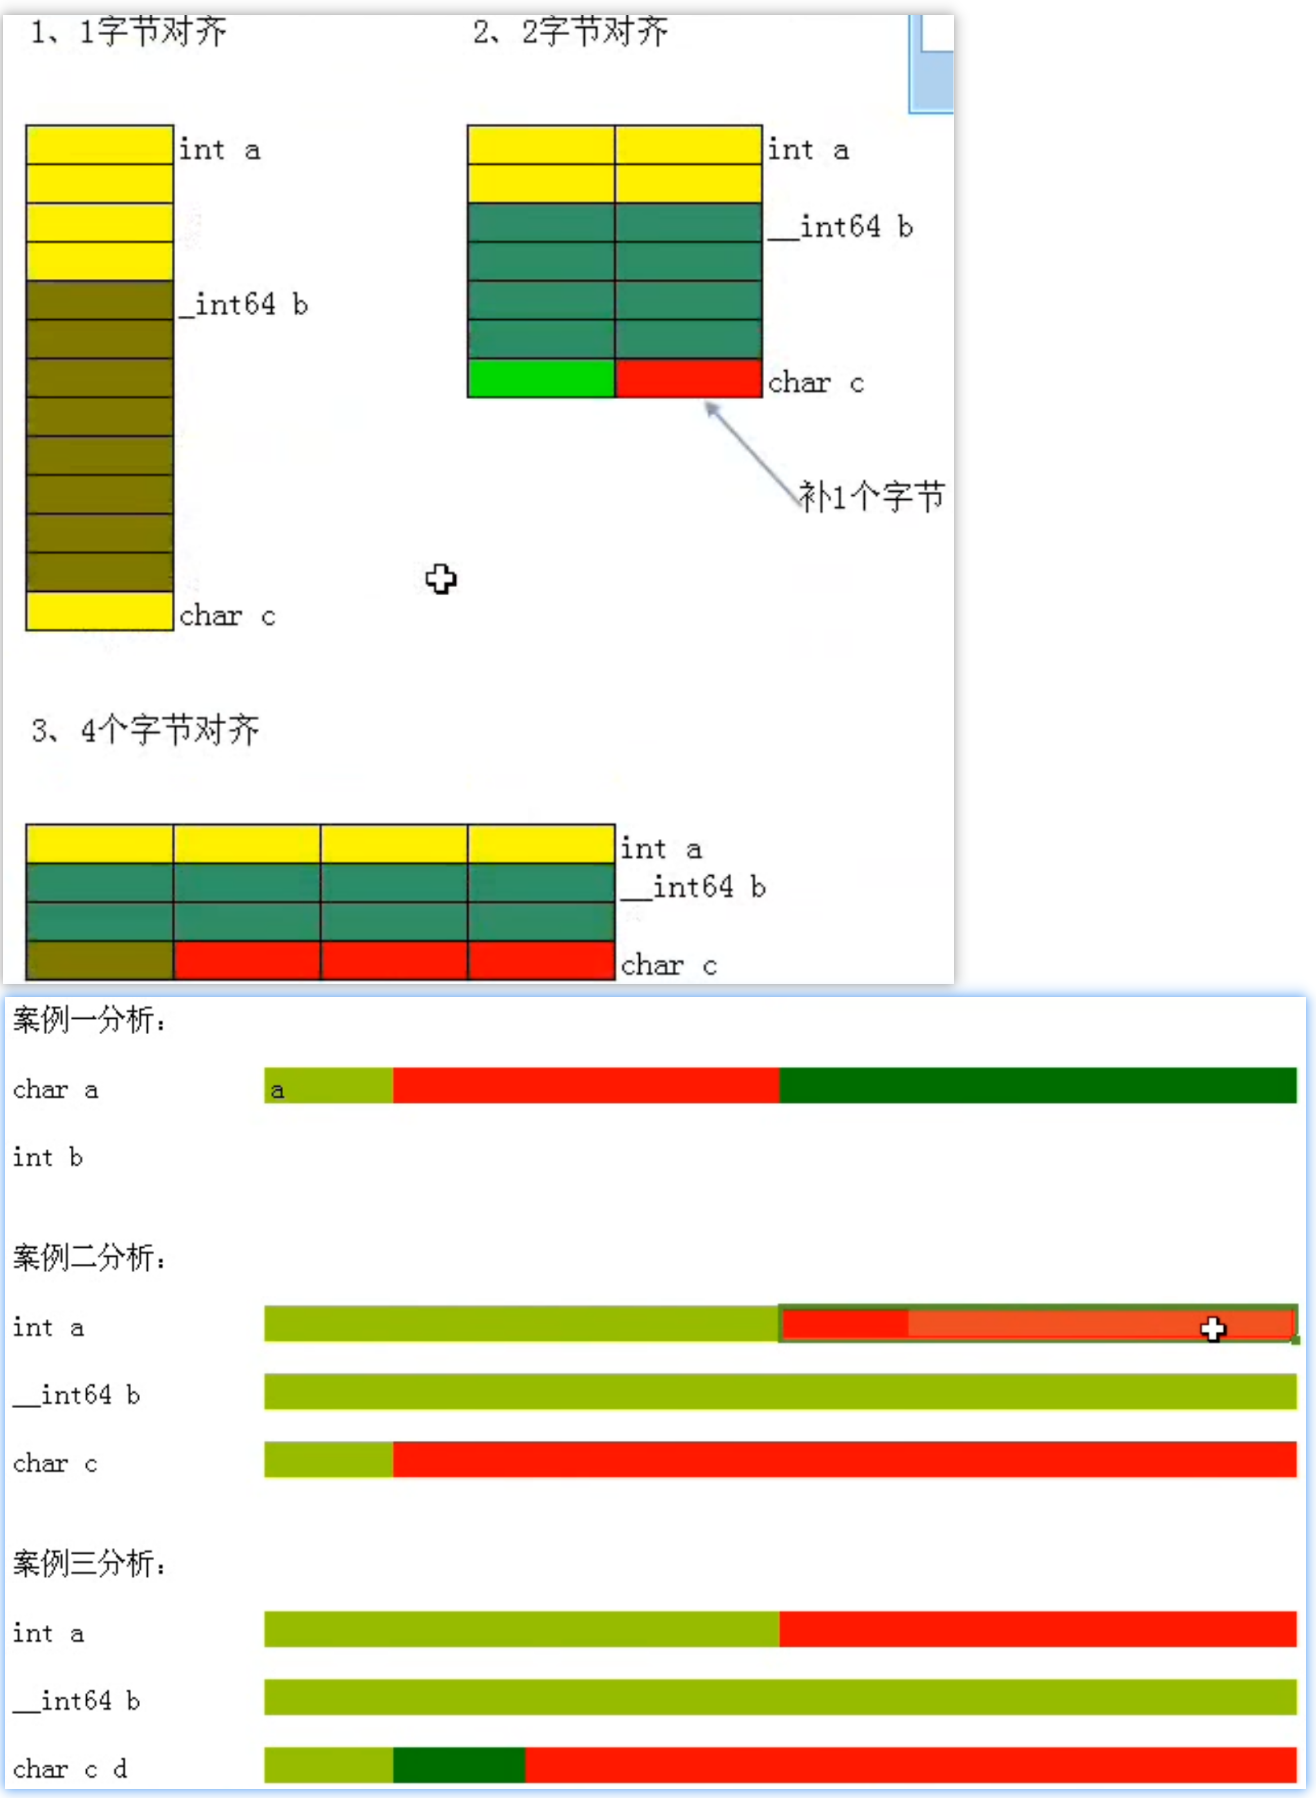 1、1字节对齐
2、2字节对齐
int a
_int64 b
char c
int a
__int64 b
char c
补1个字节
3、4个字节对齐
int a
__int64 b
char c
案例一分析：
char a
a
int b
案例二分析：
int a
__int64 b
char c
案例三分析：
int a
__int64 b
char c d